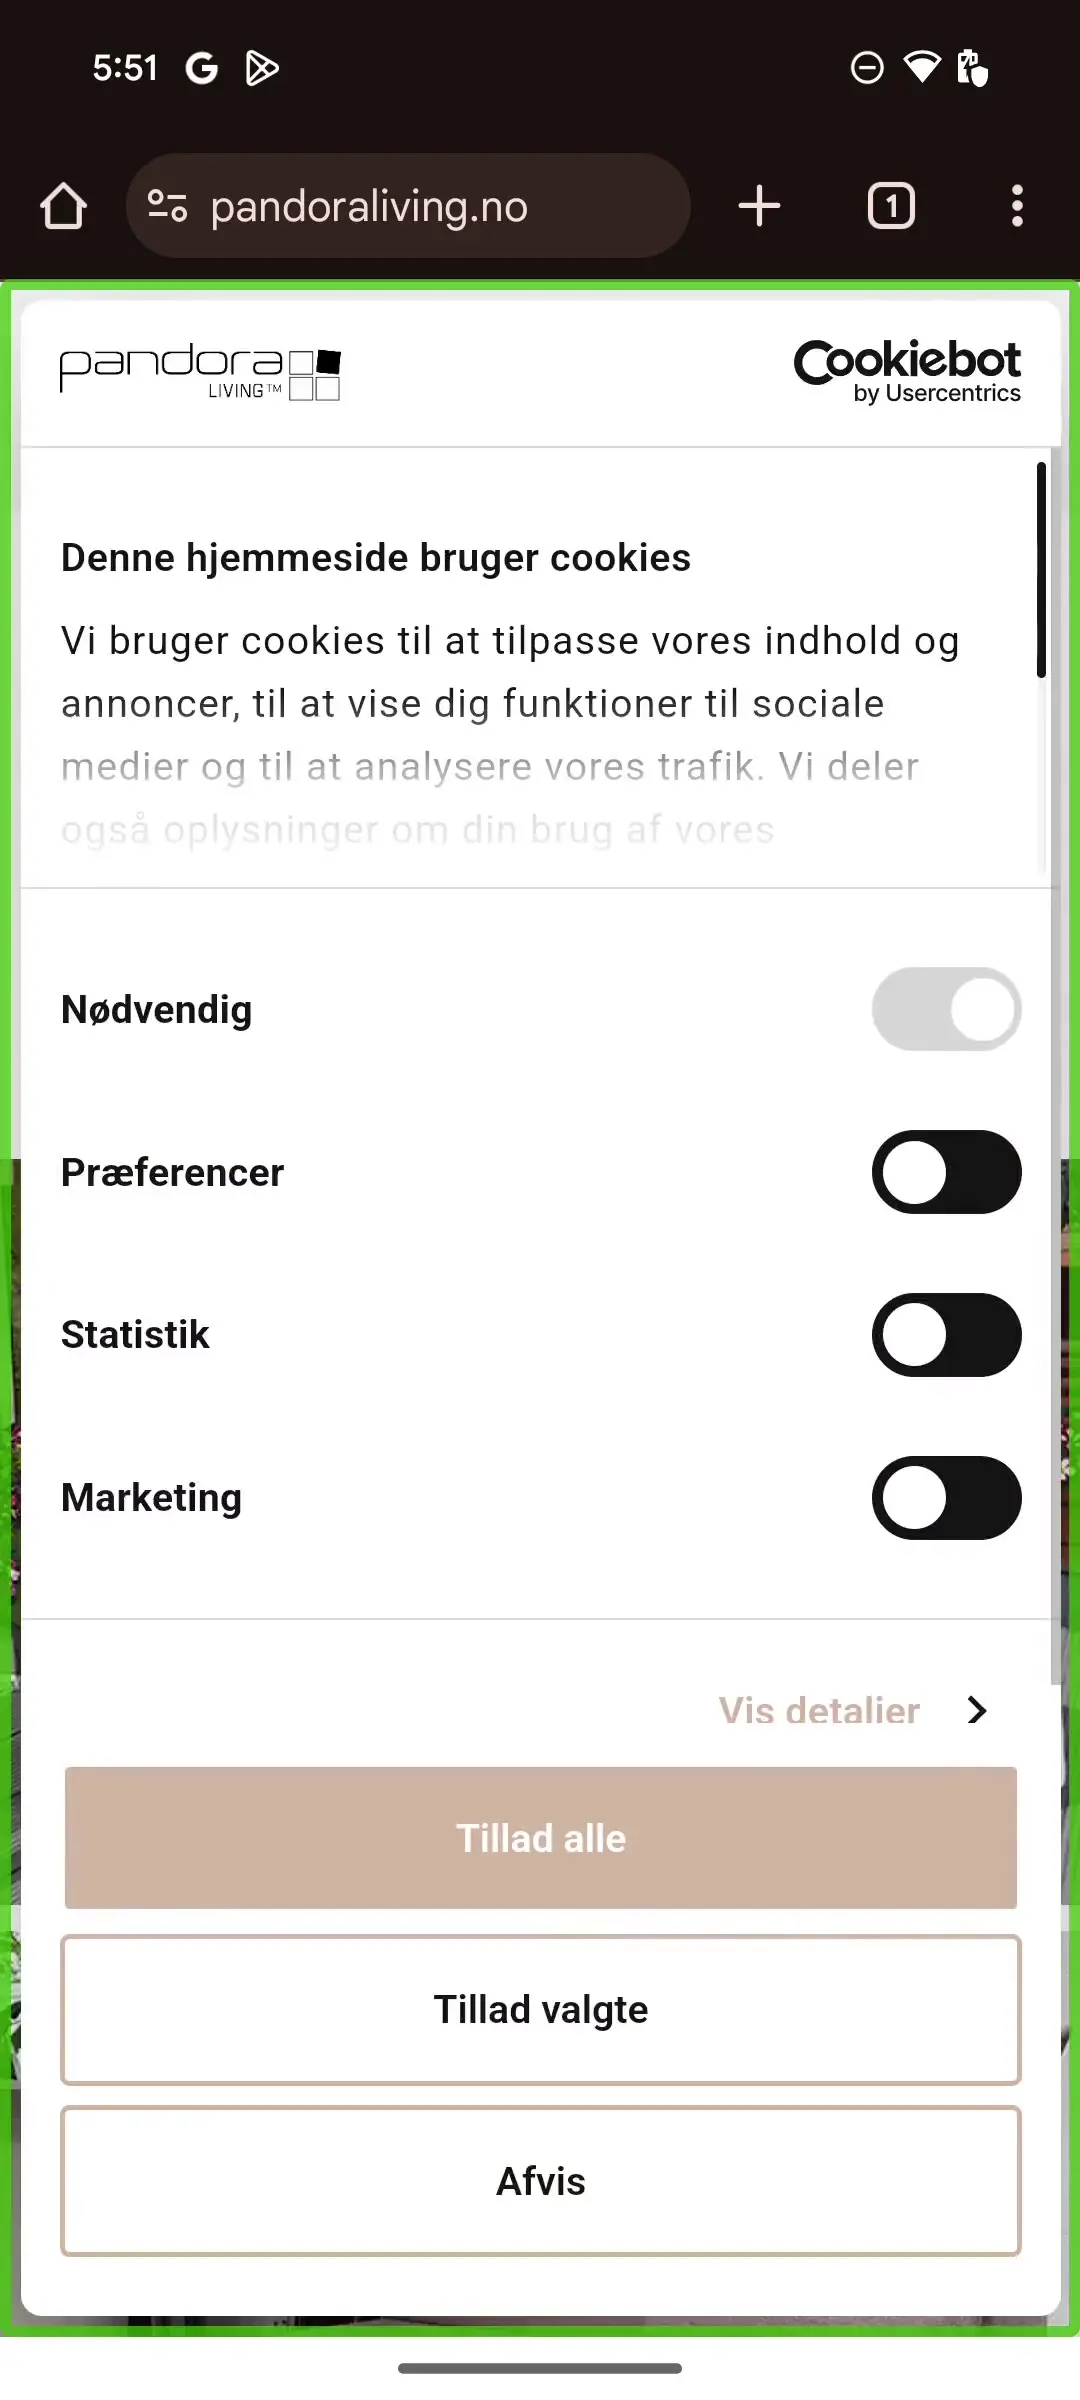 5:51
pandoraliving.no
1
pandora
LIVING™
Cookiebot
by Usercentrics
Denne hjemmeside bruger cookies
Vi bruger cookies til at tilpasse vores indhold og
annoncer, til at vise dig funktioner til sociale
medier og til at analysere vores trafik. Vi deler
også oplysninger om din brug af vores
Nødvendig
Præferencer
Statistik
Marketing
Vis detaljer
Tillad alle
Tillad valgte
Afvis